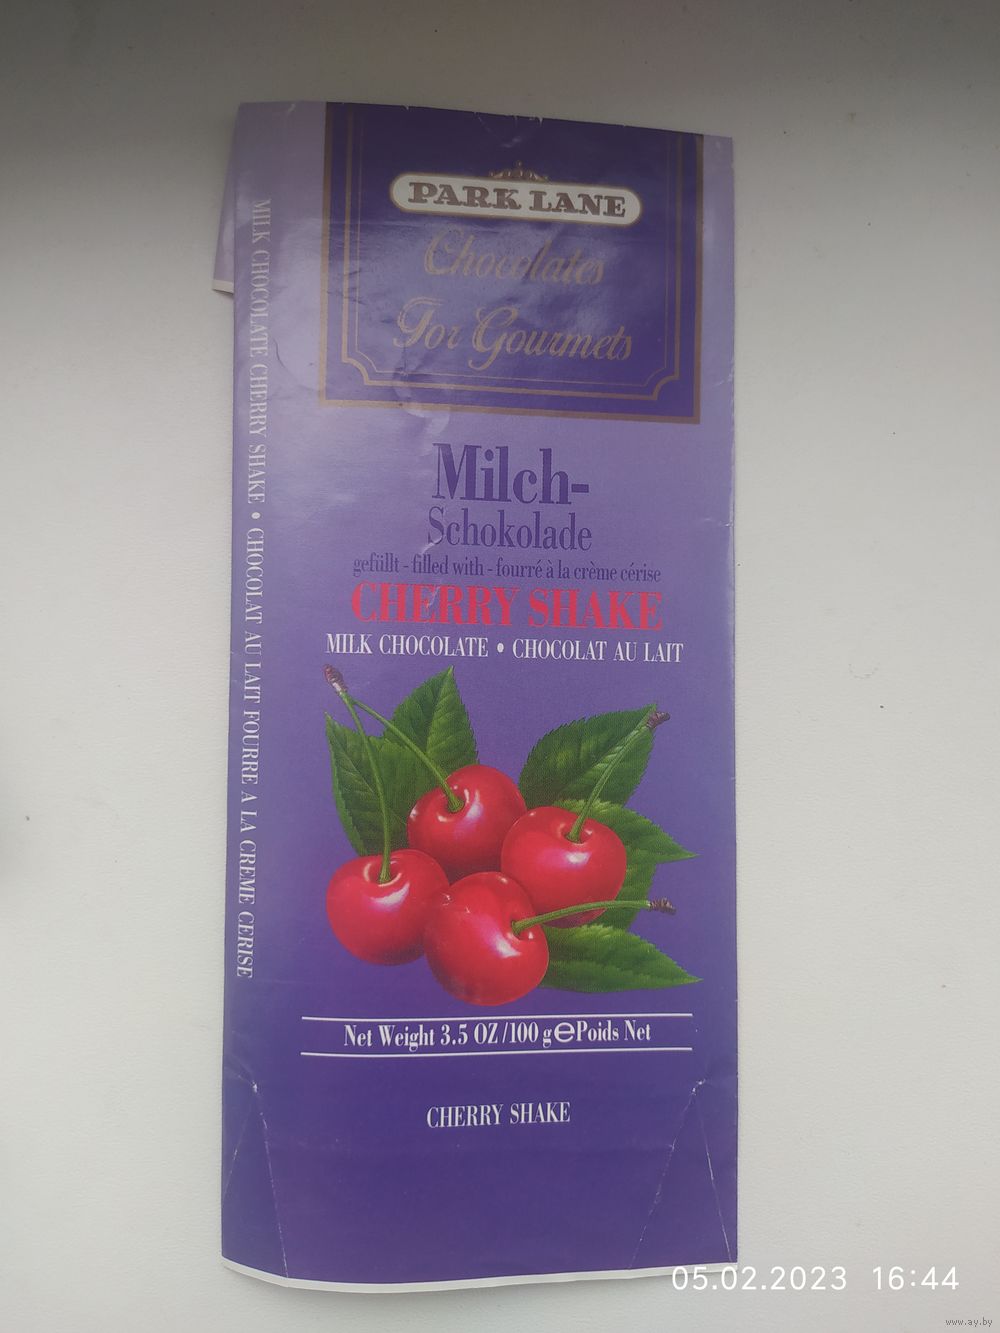 PARK LANE
Chocolates
For Gourmets
Milch-
Schokolade
gefüllt - filled with - fourré à la crème cérise
CHERRY SHAKE
MILK CHOCOLATE • CHOCOLAT AU LAIT
Net Weight 3.5 OZ/100 g ℮ Poids Net
CHERRY SHAKE
MILK CHOCOLATE CHERRY SHAKE • CHOCOLAT AU LAIT FOURRE A LA CREME CERISE
05.02.2023 16:44
www.ay.by